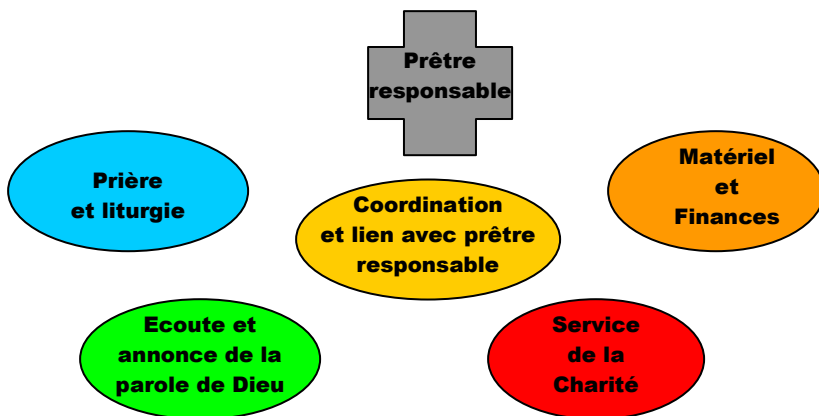 Prêtre
responsable
Prière
et liturgie
Coordination
et lien avec prêtre
responsable
Matériel
et
Finances
Ecoute et
annonce de la
parole de Dieu
Service
de la
Charité